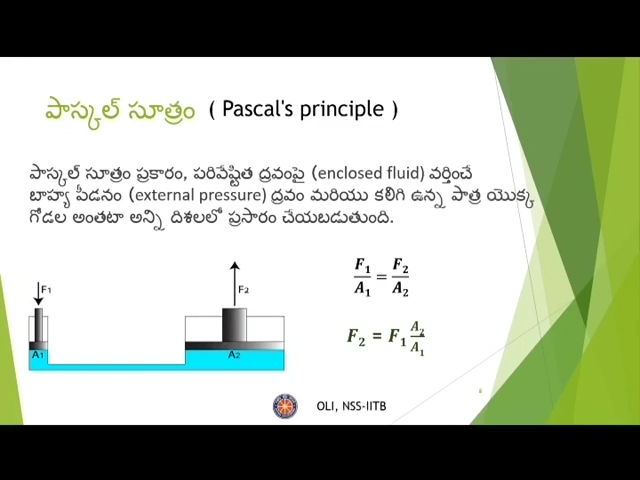 పాస్కల్ సూత్రం ( Pascal's principle )
పాస్కల్ సూత్రం ప్రకారం, పరివేష్టిత ద్రవంపై (enclosed fluid) వర్తించే
బాహ్య పీడనం (external pressure) ద్రవం మరియు కలిగి ఉన్న పాత్ర యొక్క
గోడల అంతటా అన్ని దిశలలో ప్రసారం చేయబడుతుంది.
F₁/A₁ = F₂/A₂
F₂ = F₁ A₂/A₁
F1
F2
A1
A2
OLI, NSS-IITB